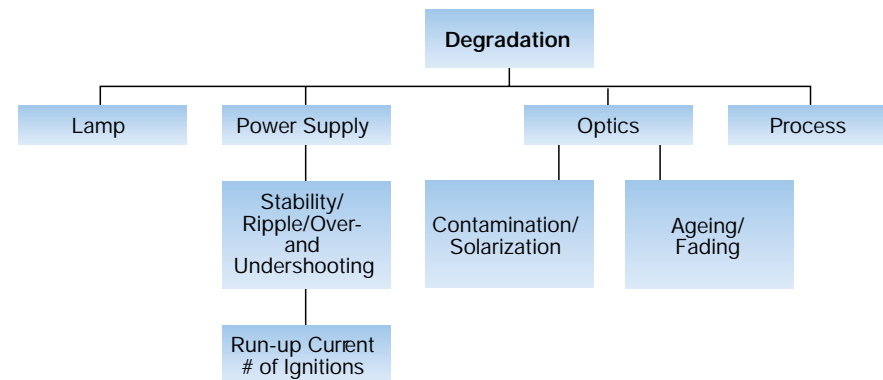 Degradation
Lamp
Power Supply
Optics
Process
Stability/
Ripple/Over-
and
Undershooting
Contamination/
Solarization
Ageing/
Fading
Run-up Current
# of Ignitions